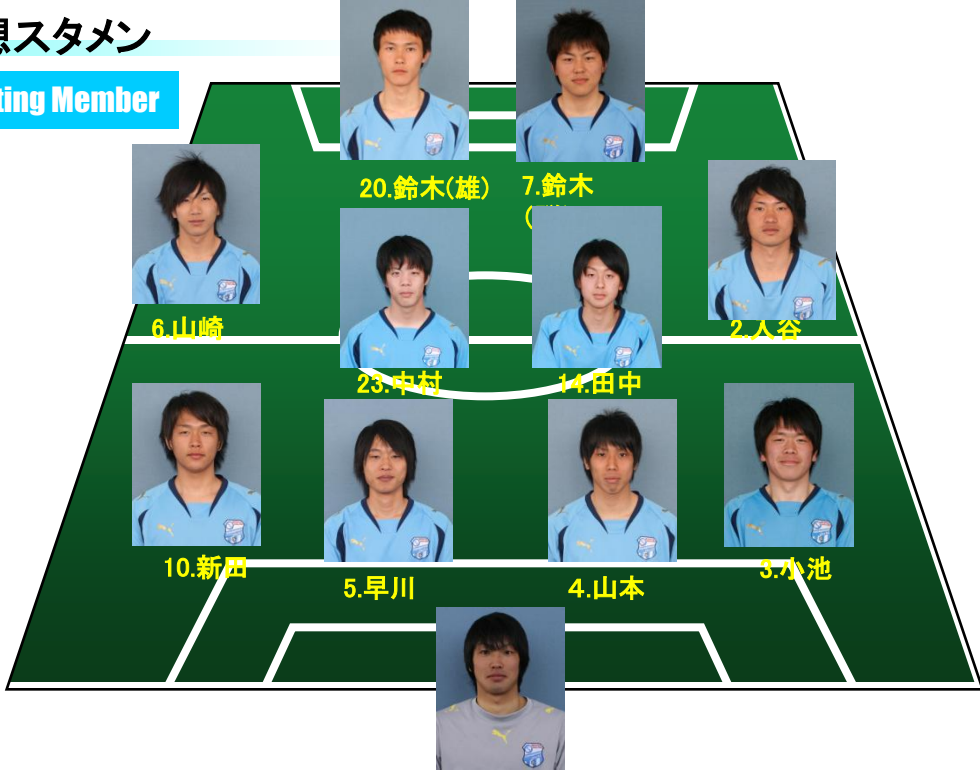 想スタメン
ting Member
20.鈴木(雄)
7.鈴木
6.山崎
2.入谷
23.中村
14.田中
10.新田
5.早川
4.山本
3.小池